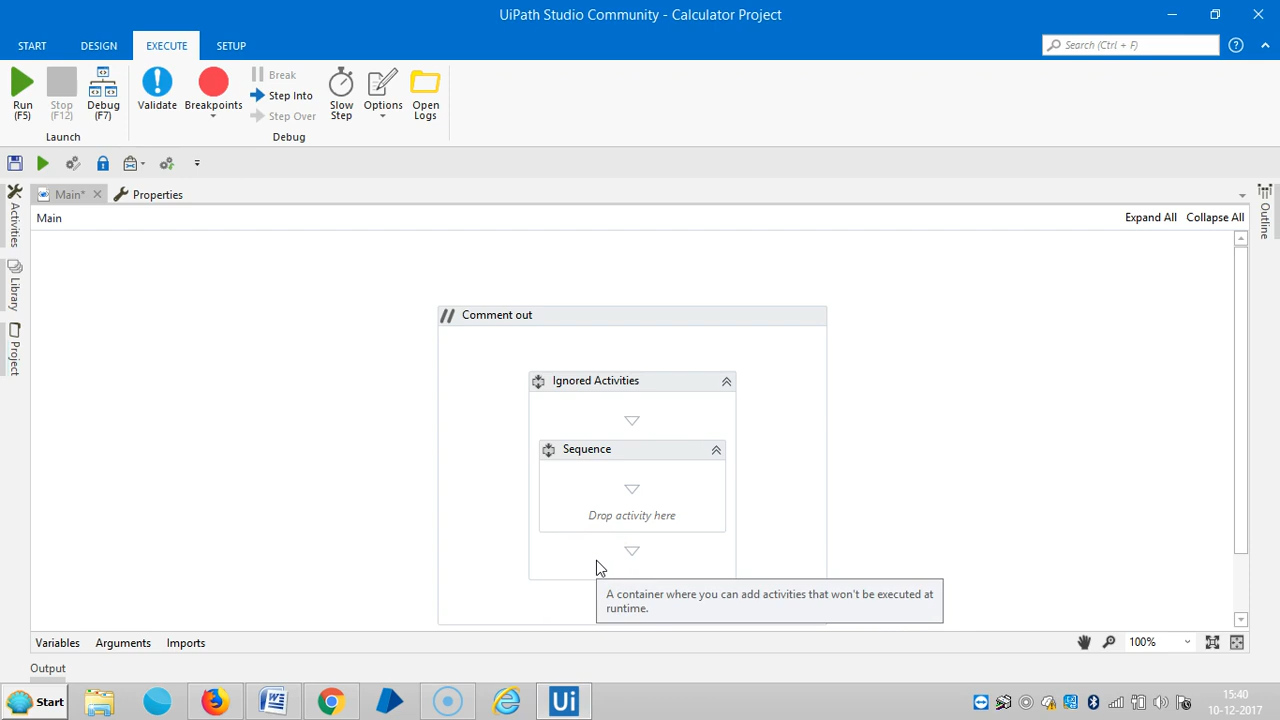 UiPath Studio Community - Calculator Project
START DESIGN EXECUTE SETUP
Search (Ctrl + F)
Run (F5)
Stop (F12)
Debug (F7)
Validate
Breakpoints
Break
Step Into
Step Over
Slow Step
Options
Open Logs
Launch
Debug
Main*
Properties
Main
Expand All Collapse All
Activities
Library
Project
Outline
Comment out
Ignored Activities
Sequence
Drop activity here
A container where you can add activities that won't be executed at
runtime.
Variables Arguments Imports
100%
Output
Start
Ui
15:40
10-12-2017